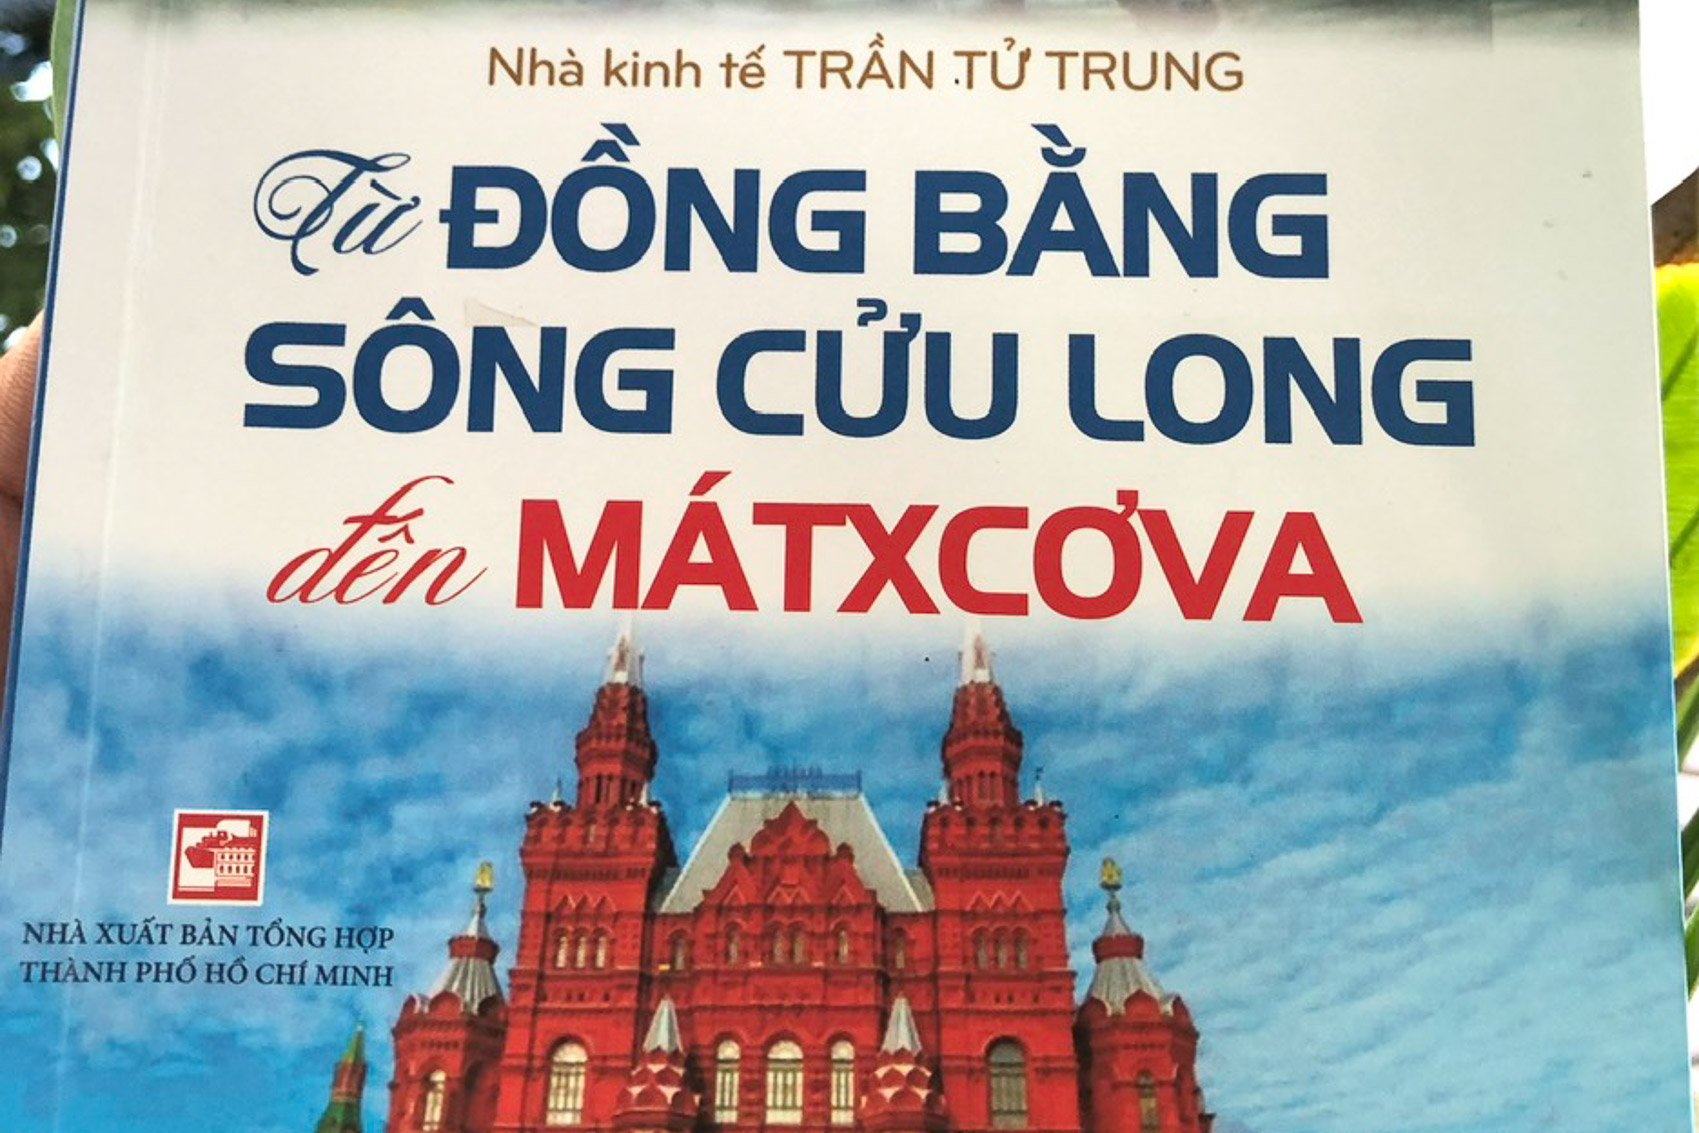 Nhà kinh tế TRẦN TỬ TRUNG
Từ ĐỒNG BẰNG
SÔNG CỬU LONG
đến MÁTXCƠVA
NHÀ XUẤT BẢN TỔNG HỢP
THÀNH PHỐ HỒ CHÍ MINH